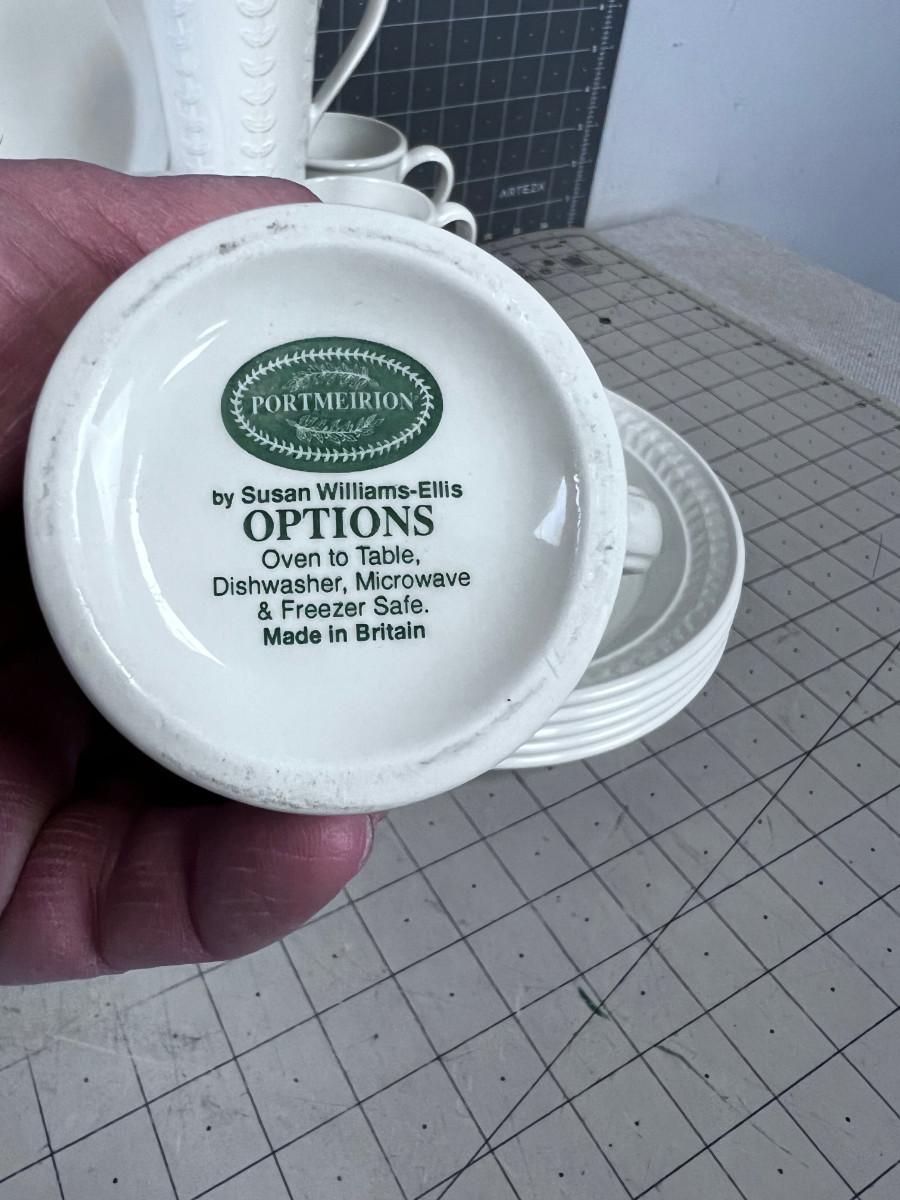 ARTEZA
PORTMEIRION
by Susan Williams-Ellis
OPTIONS
Oven to Table,
Dishwasher, Microwave
& Freezer Safe.
Made in Britain